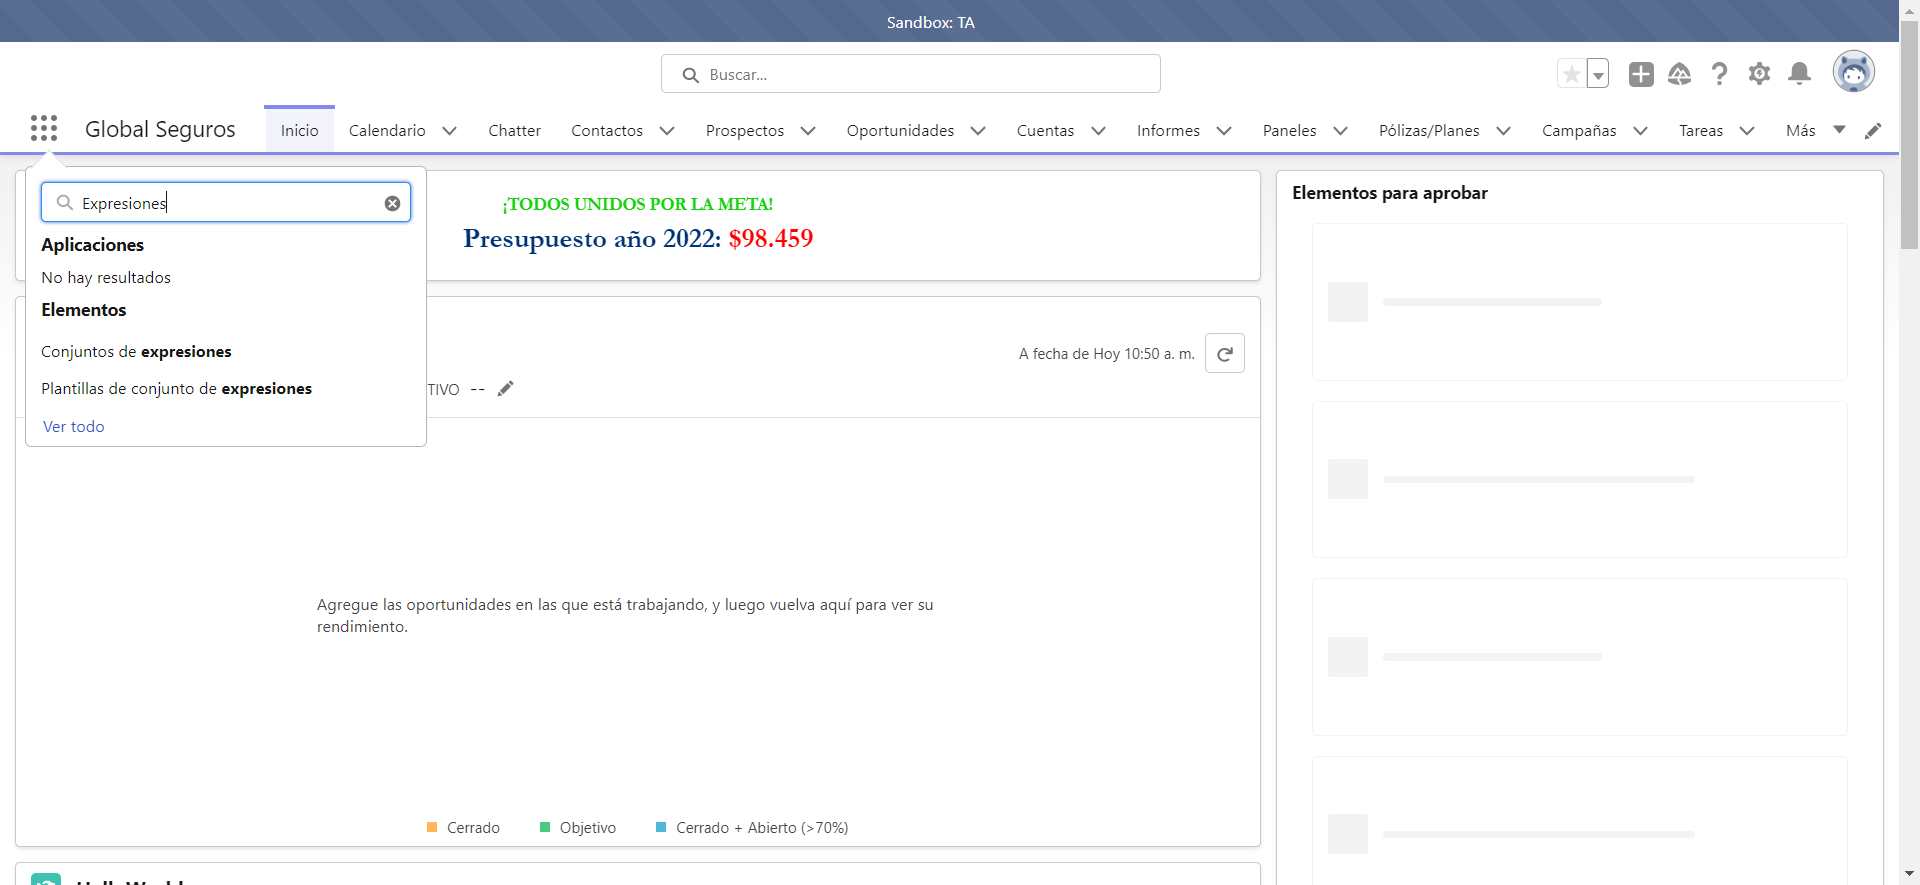 Sandbox: TA
Buscar...
Global Seguros
Inicio
Calendario
Chatter
Contactos
Prospectos
Oportunidades
Cuentas
Informes
Paneles
Pólizas/Planes
Campañas
Tareas
Más
Expresiones
Aplicaciones
No hay resultados
Elementos
Conjuntos de expresiones
Plantillas de conjunto de expresiones
Ver todo
¡TODOS UNIDOS POR LA META!
Presupuesto año 2022: $98.459
A fecha de Hoy 10:50 a. m.
TIVO --
Agregue las oportunidades en las que está trabajando, y luego vuelva aquí para ver su
rendimiento.
Cerrado
Objetivo
Cerrado + Abierto (>70%)
Elementos para aprobar